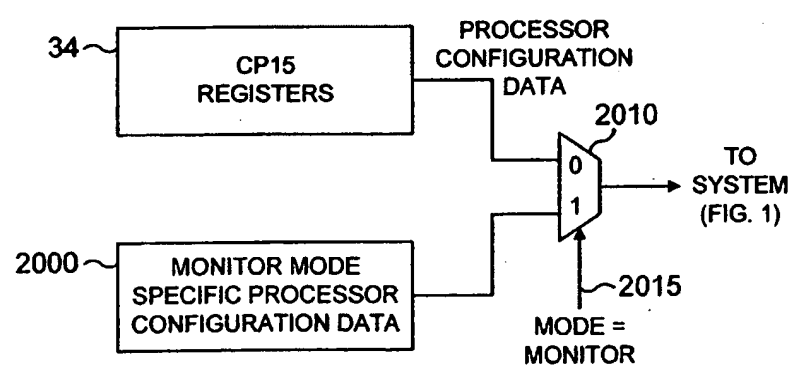 34
CP15
REGISTERS
PROCESSOR
CONFIGURATION
DATA
2010
0
1
TO
SYSTEM
(FIG. 1)
2000
MONITOR MODE
SPECIFIC PROCESSOR
CONFIGURATION DATA
2015
MODE =
MONITOR